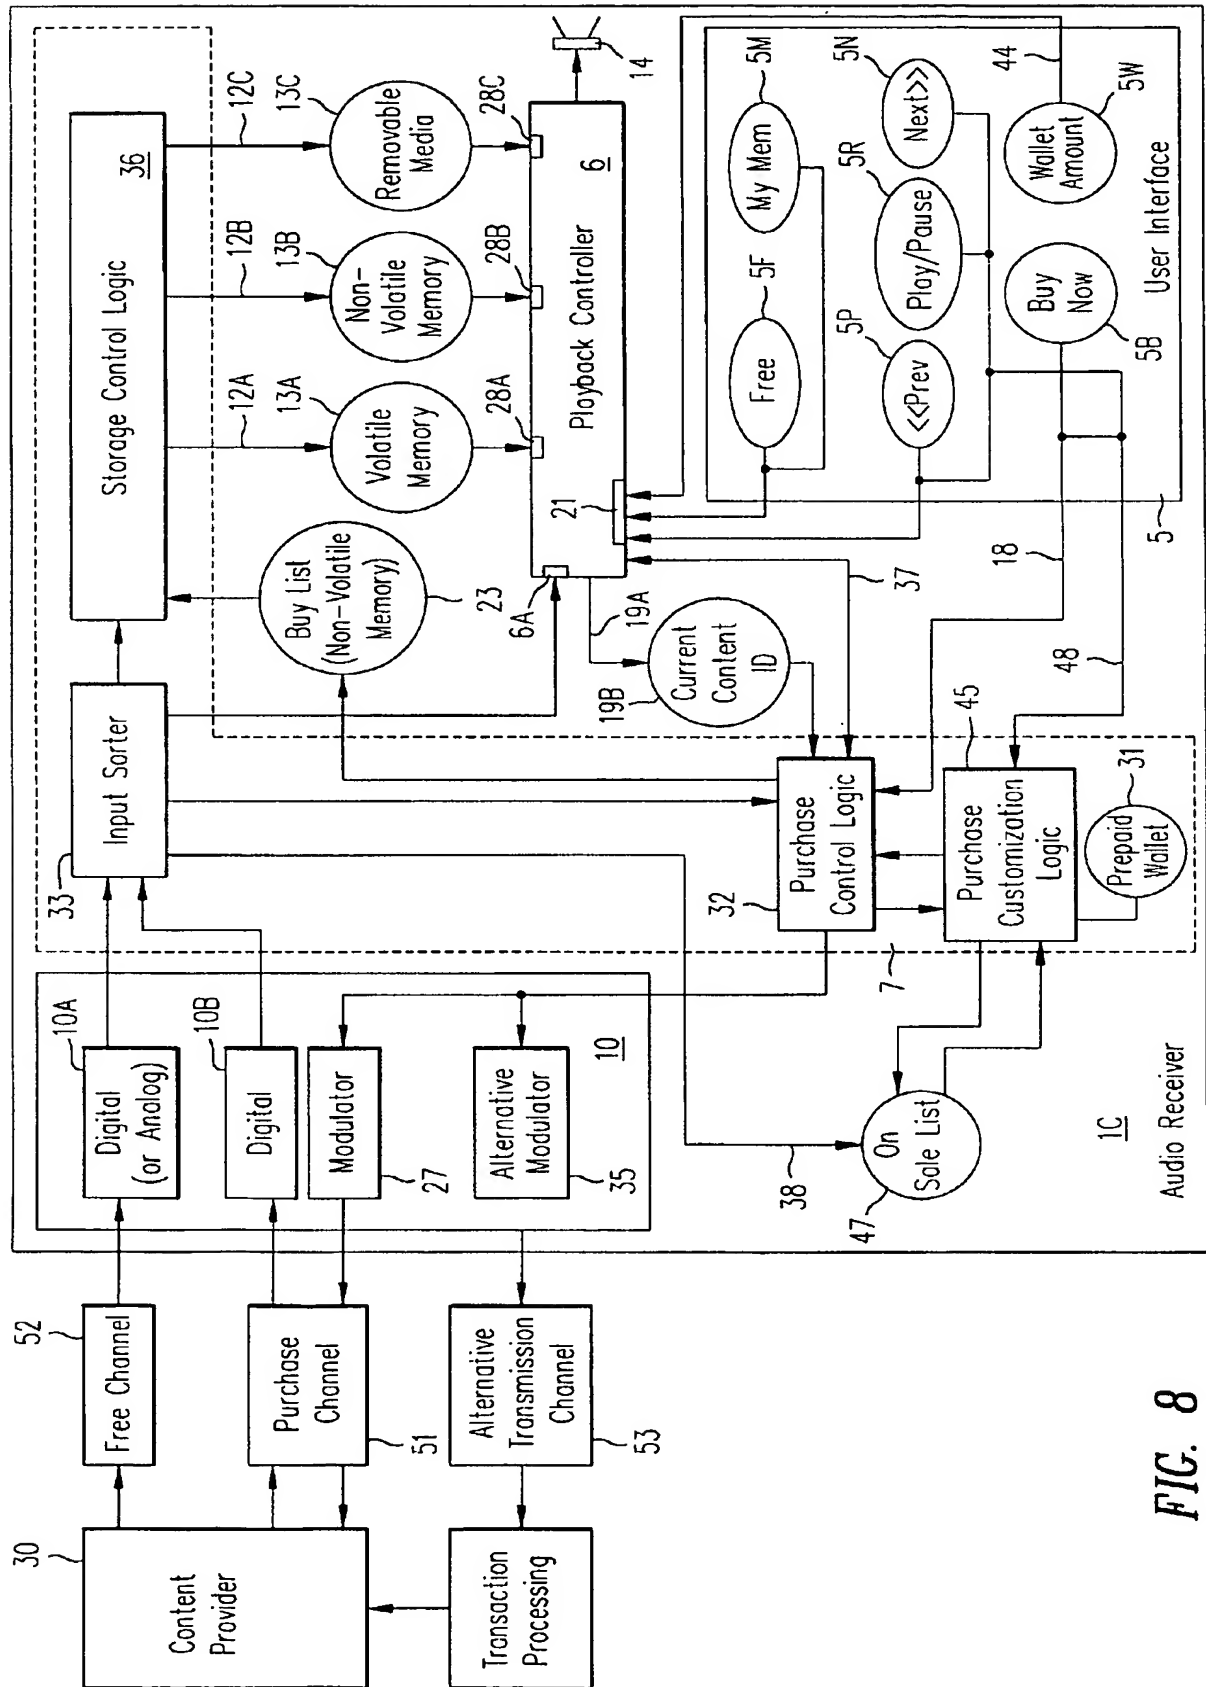 30
Content
Provider
52
Free Channel
Purchase
Channel
51
Alternative
Transmission
Channel
53
Transaction
Processing
10A
Digital
(or Analog)
10B
Digital
Modulator
27
Alternative
Modulator
35
10
33
Input Sorter
Storage Control Logic
36
12A
12B
12C
13A
Volatile
Memory
13B
Non-
Volatile
Memory
13C
Removable
Media
Buy List
(Non-Volatile
Memory)
23
28A
28B
28C
6A
21
Playback Controller
6
14
19A
19B
Current
Content
ID
37
32
Purchase
Control Logic
7
45
Purchase
Customization
Logic
31
Prepaid
Wallet
38
47
On
Sale List
18
48
5
5F
Free
5M
My Mem
5P
<<Prev
5R
Play/Pause
5N
Next>>
Buy
Now
5B
Wallet
Amount
5W
44
User Interface
1C
Audio Receiver
FIG. 8